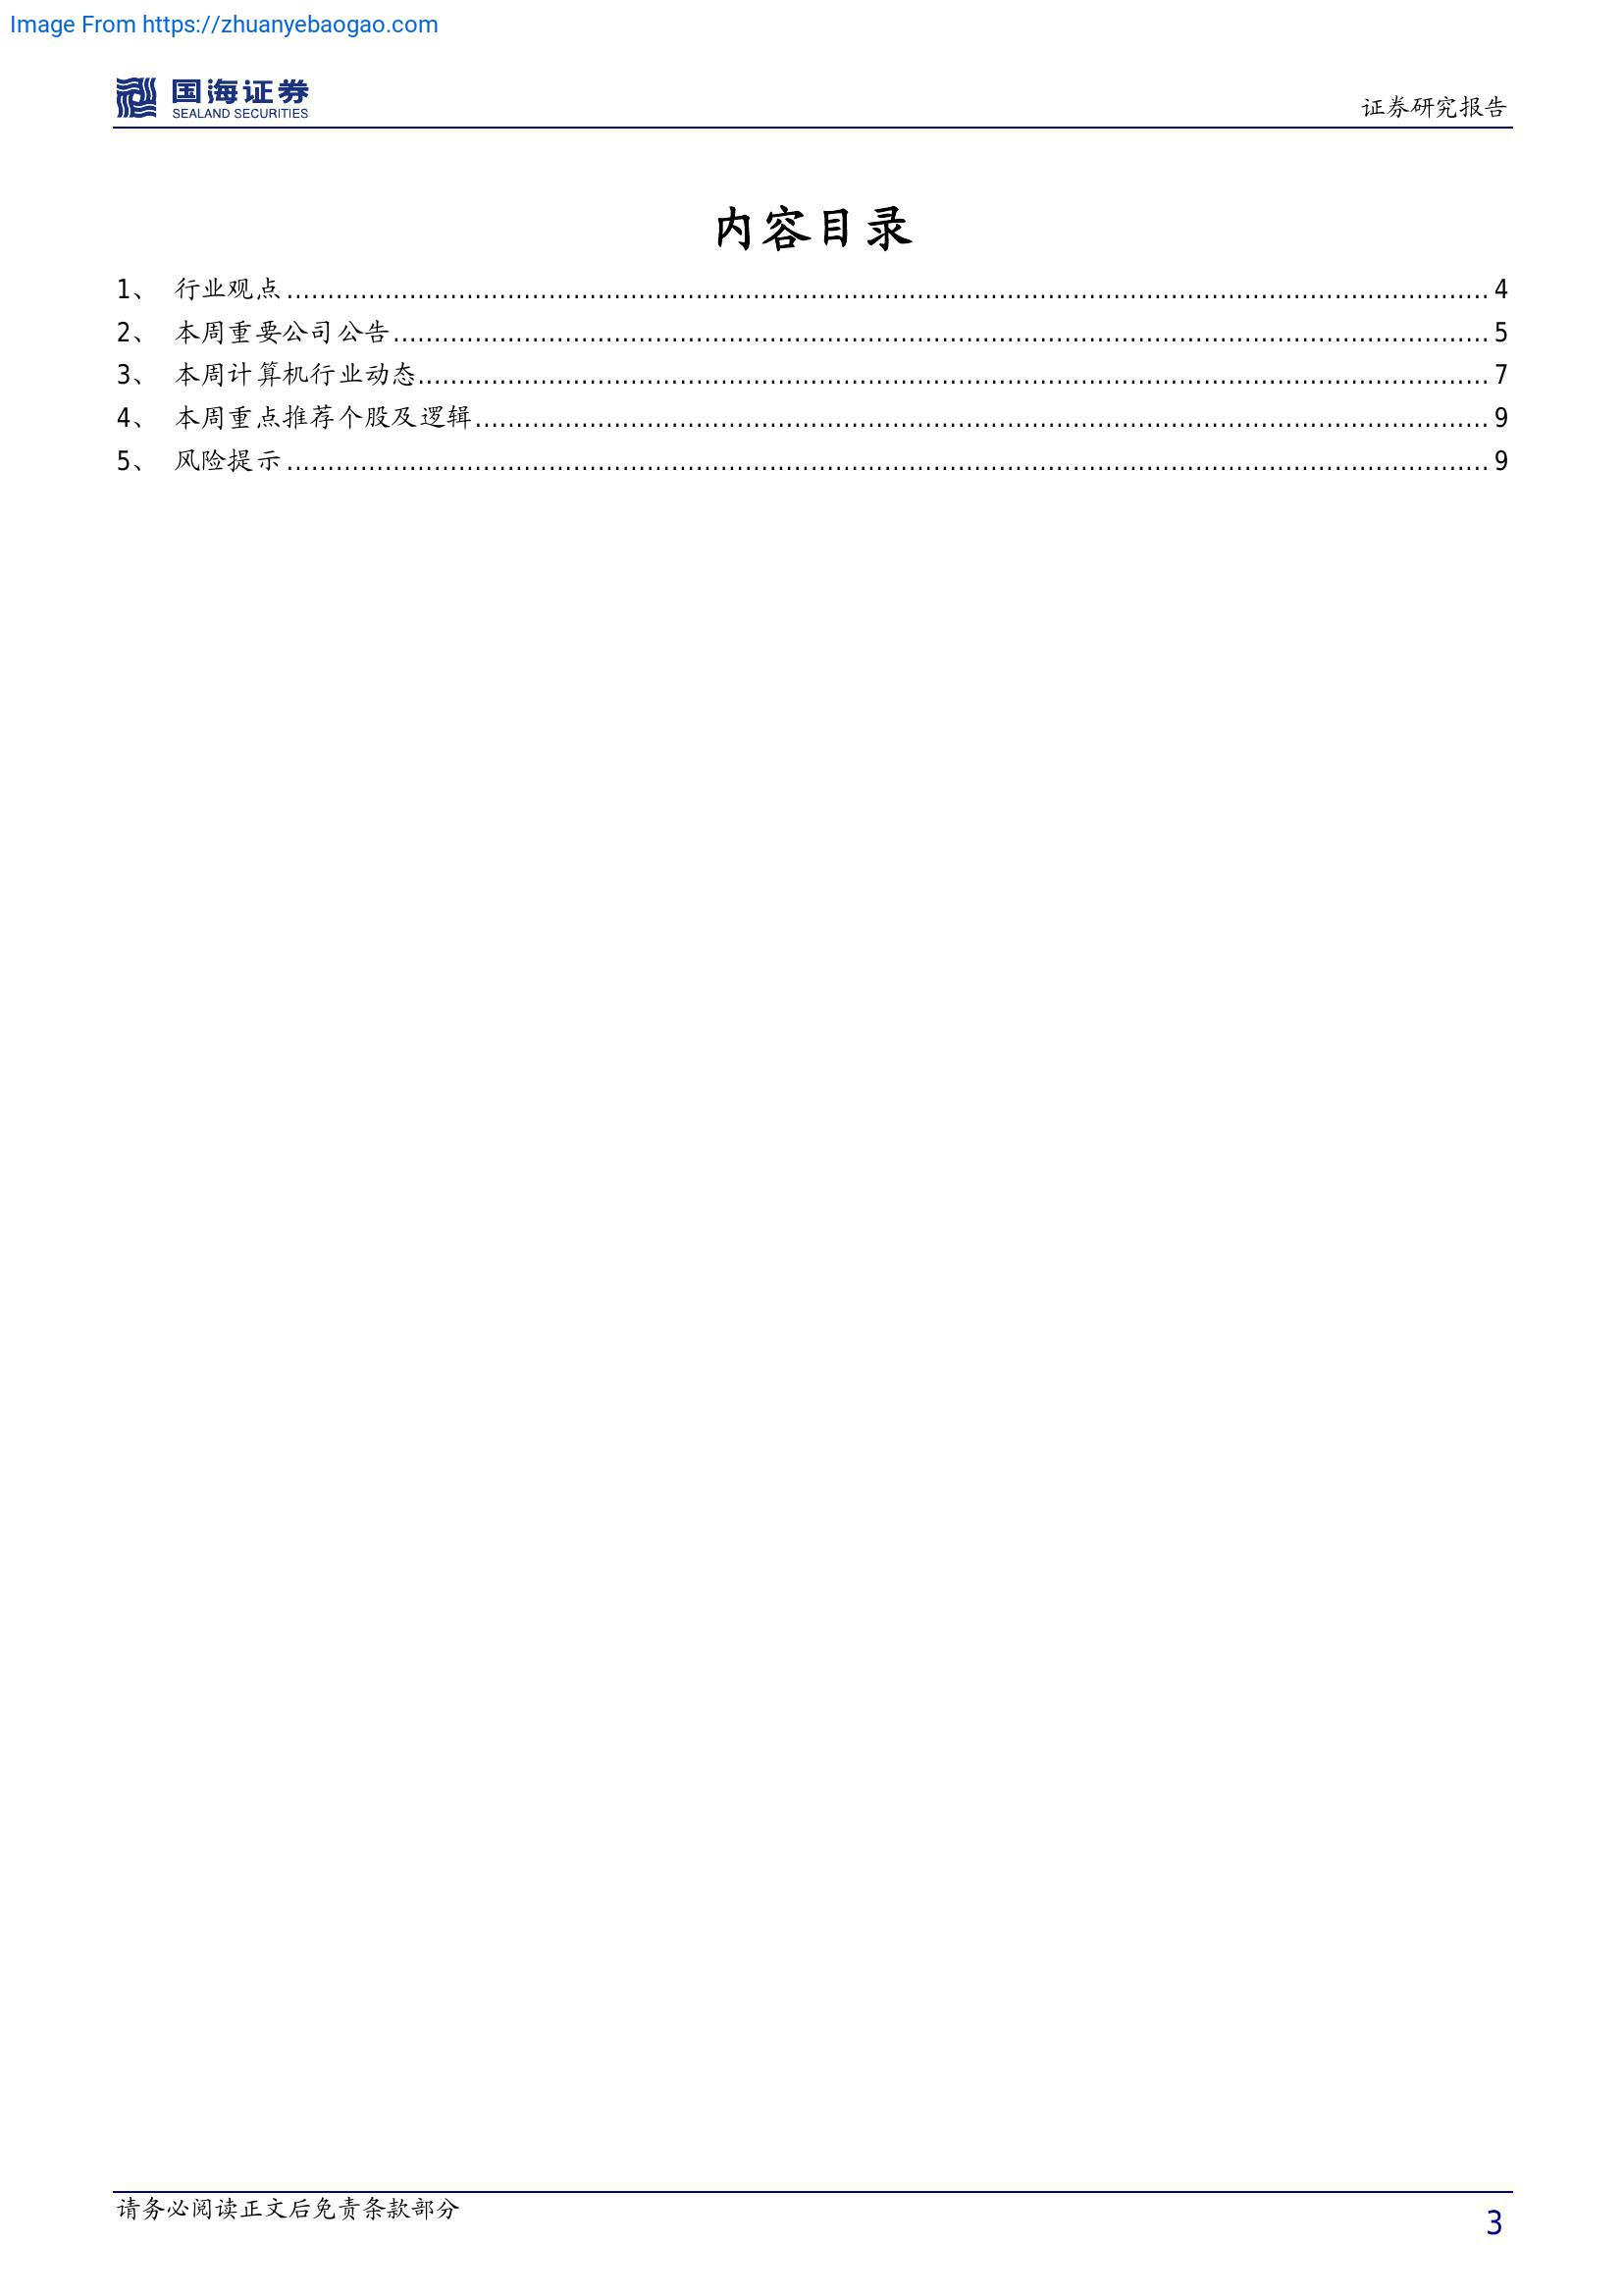 Image From https://zhuanyebaogao.com
国海证券
SEALAND SECURITIES
证券研究报告
内容目录
1、 行业观点 ........................................................................................................ 4
2、 本周重要公司公告 ........................................................................................................ 5
3、 本周计算机行业动态 ........................................................................................................ 7
4、 本周重点推荐个股及逻辑 ........................................................................................................ 9
5、 风险提示 ........................................................................................................ 9
请务必阅读正文后免责条款部分
3